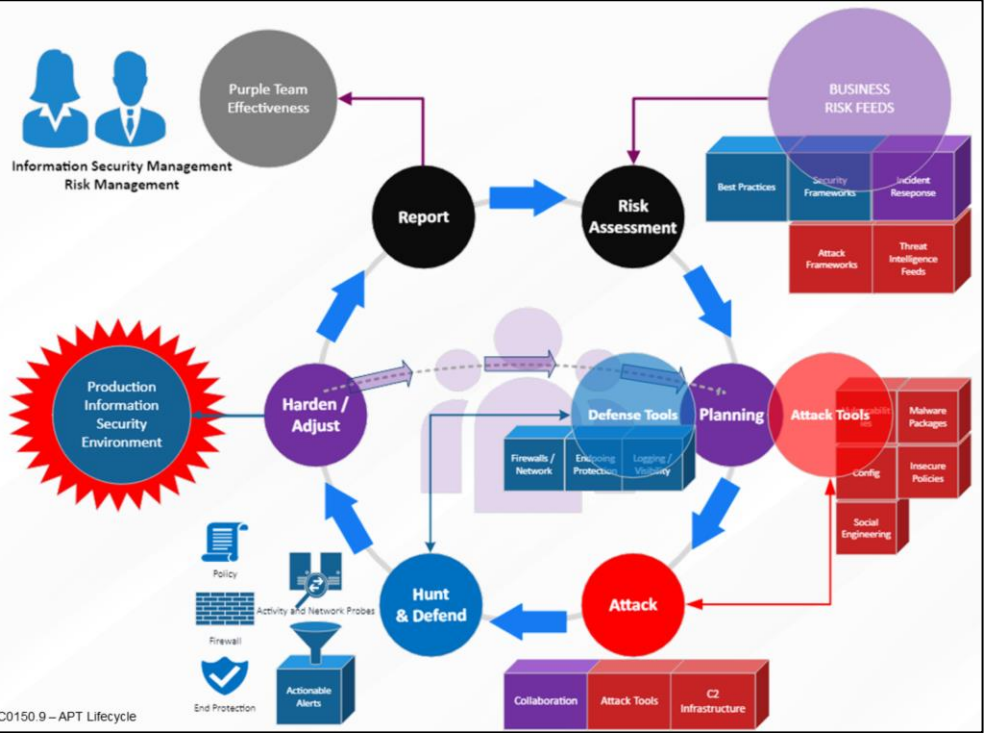 Purple Team
Effectiveness
BUSINESS
RISK FEEDS
Information Security Management
Risk Management
Best Practices
Security
Frameworks
Incident
Reseponse
Attack
Frameworks
Threat
Intelligence
Feeds
Report
Risk
Assessment
Production
Information
Security
Environment
Harden /
Adjust
Defense Tools
Planning
Attack Tools
Firewalls /
Network
Endpoing
Protection
Logging /
Visibility
Malware
Packages
Config
Insecure
Policies
Social
Engineering
Policy
Activity and Network Probes
Firewall
End Protection
Actionable
Alerts
Hunt
& Defend
Attack
Collaboration
Attack Tools
C2
Infrastructure
C0150.9 – APT Lifecycle